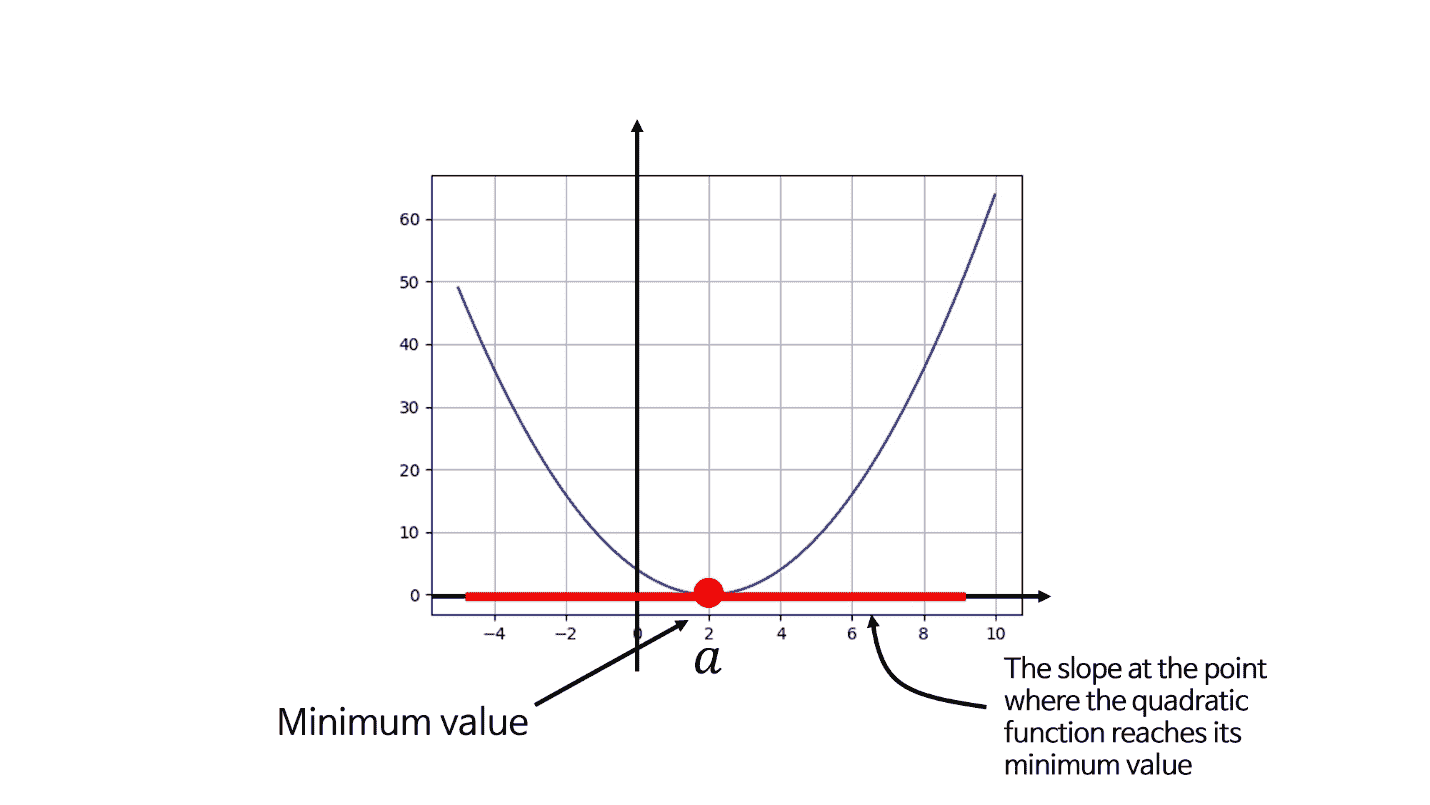 60
50
40
30
20
10
0
−4 −2 0 2 4 6 8 10
a
Minimum value
The slope at the point
where the quadratic
function reaches its
minimum value